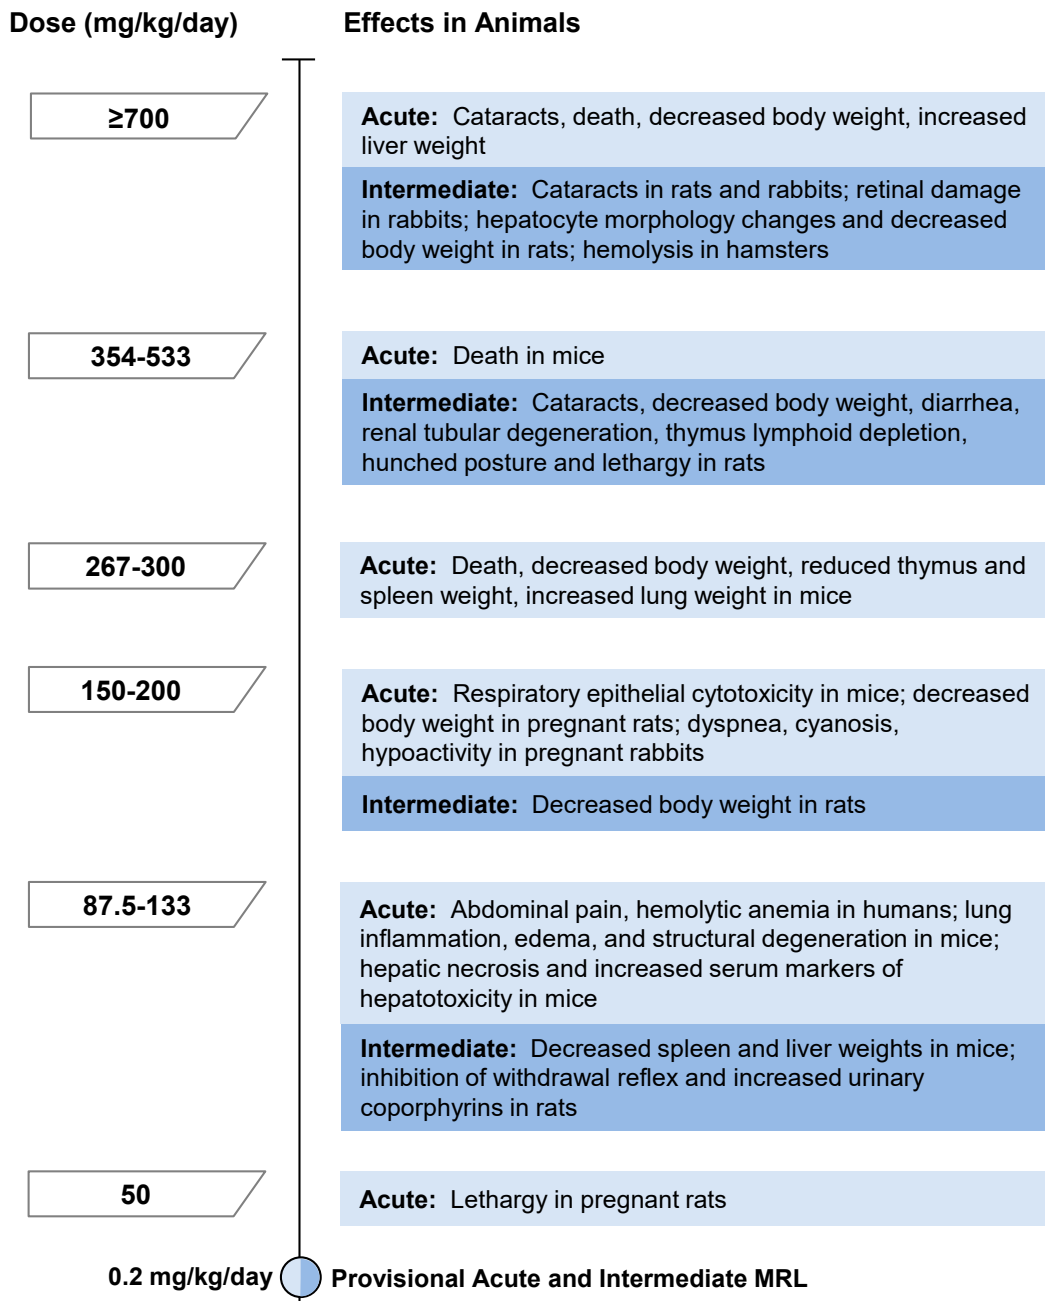 Dose (mg/kg/day) Effects in Animals
≥700
Acute: Cataracts, death, decreased body weight, increased
liver weight
Intermediate: Cataracts in rats and rabbits; retinal damage
in rabbits; hepatocyte morphology changes and decreased
body weight in rats; hemolysis in hamsters
354-533
Acute: Death in mice
Intermediate: Cataracts, decreased body weight, diarrhea,
renal tubular degeneration, thymus lymphoid depletion,
hunched posture and lethargy in rats
267-300
Acute: Death, decreased body weight, reduced thymus and
spleen weight, increased lung weight in mice
150-200
Acute: Respiratory epithelial cytotoxicity in mice; decreased
body weight in pregnant rats; dyspnea, cyanosis,
hypoactivity in pregnant rabbits
Intermediate: Decreased body weight in rats
87.5-133
Acute: Abdominal pain, hemolytic anemia in humans; lung
inflammation, edema, and structural degeneration in mice;
hepatic necrosis and increased serum markers of
hepatotoxicity in mice
Intermediate: Decreased spleen and liver weights in mice;
inhibition of withdrawal reflex and increased urinary
coporphyrins in rats
50
Acute: Lethargy in pregnant rats
0.2 mg/kg/day Provisional Acute and Intermediate MRL